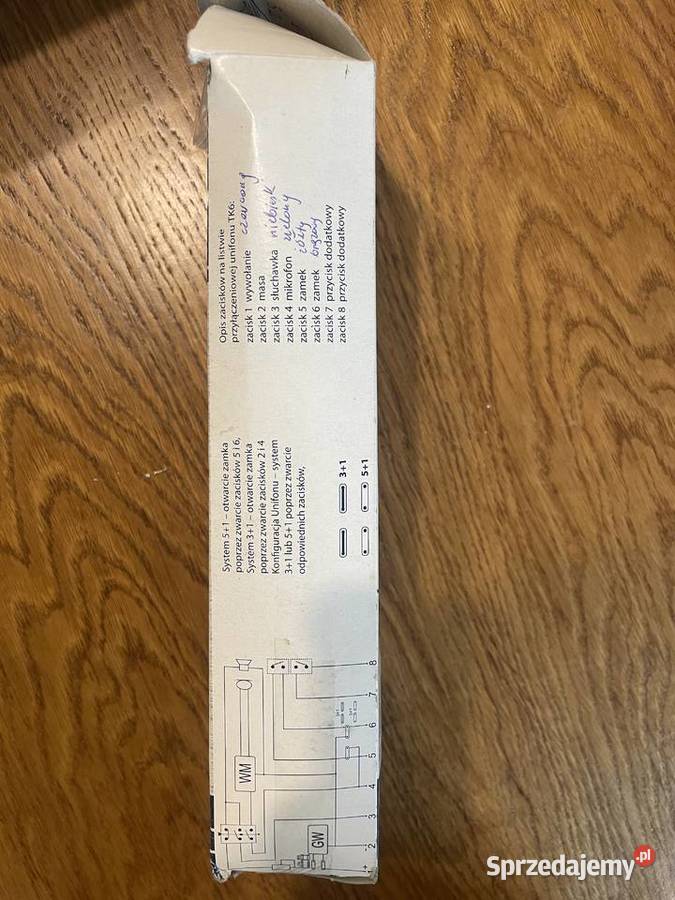 Opis zacisków na listwie
przyłączeniowej unifonu TK6:
zacisk 1 wywołanie czerwony
zacisk 2 masa
zacisk 3 słuchawka niebieski
zacisk 4 mikrofon zielony
zacisk 5 zamek żółty
zacisk 6 zamek brązowy
zacisk 7 przycisk dodatkowy
zacisk 8 przycisk dodatkowy
System 5+1 – otwarcie zamka
poprzez zwarcie zacisków 5 i 6,
System 3+1 – otwarcie zamka
poprzez zwarcie zacisków 2 i 4
Konfiguracja Unifonu – system
3+1 lub 5+1 poprzez zwarcie
odpowiednich zacisków,
3+1
5+1
WM
GW
+ 2 3 4 5 6 7 8
Sprzedajemy.pl